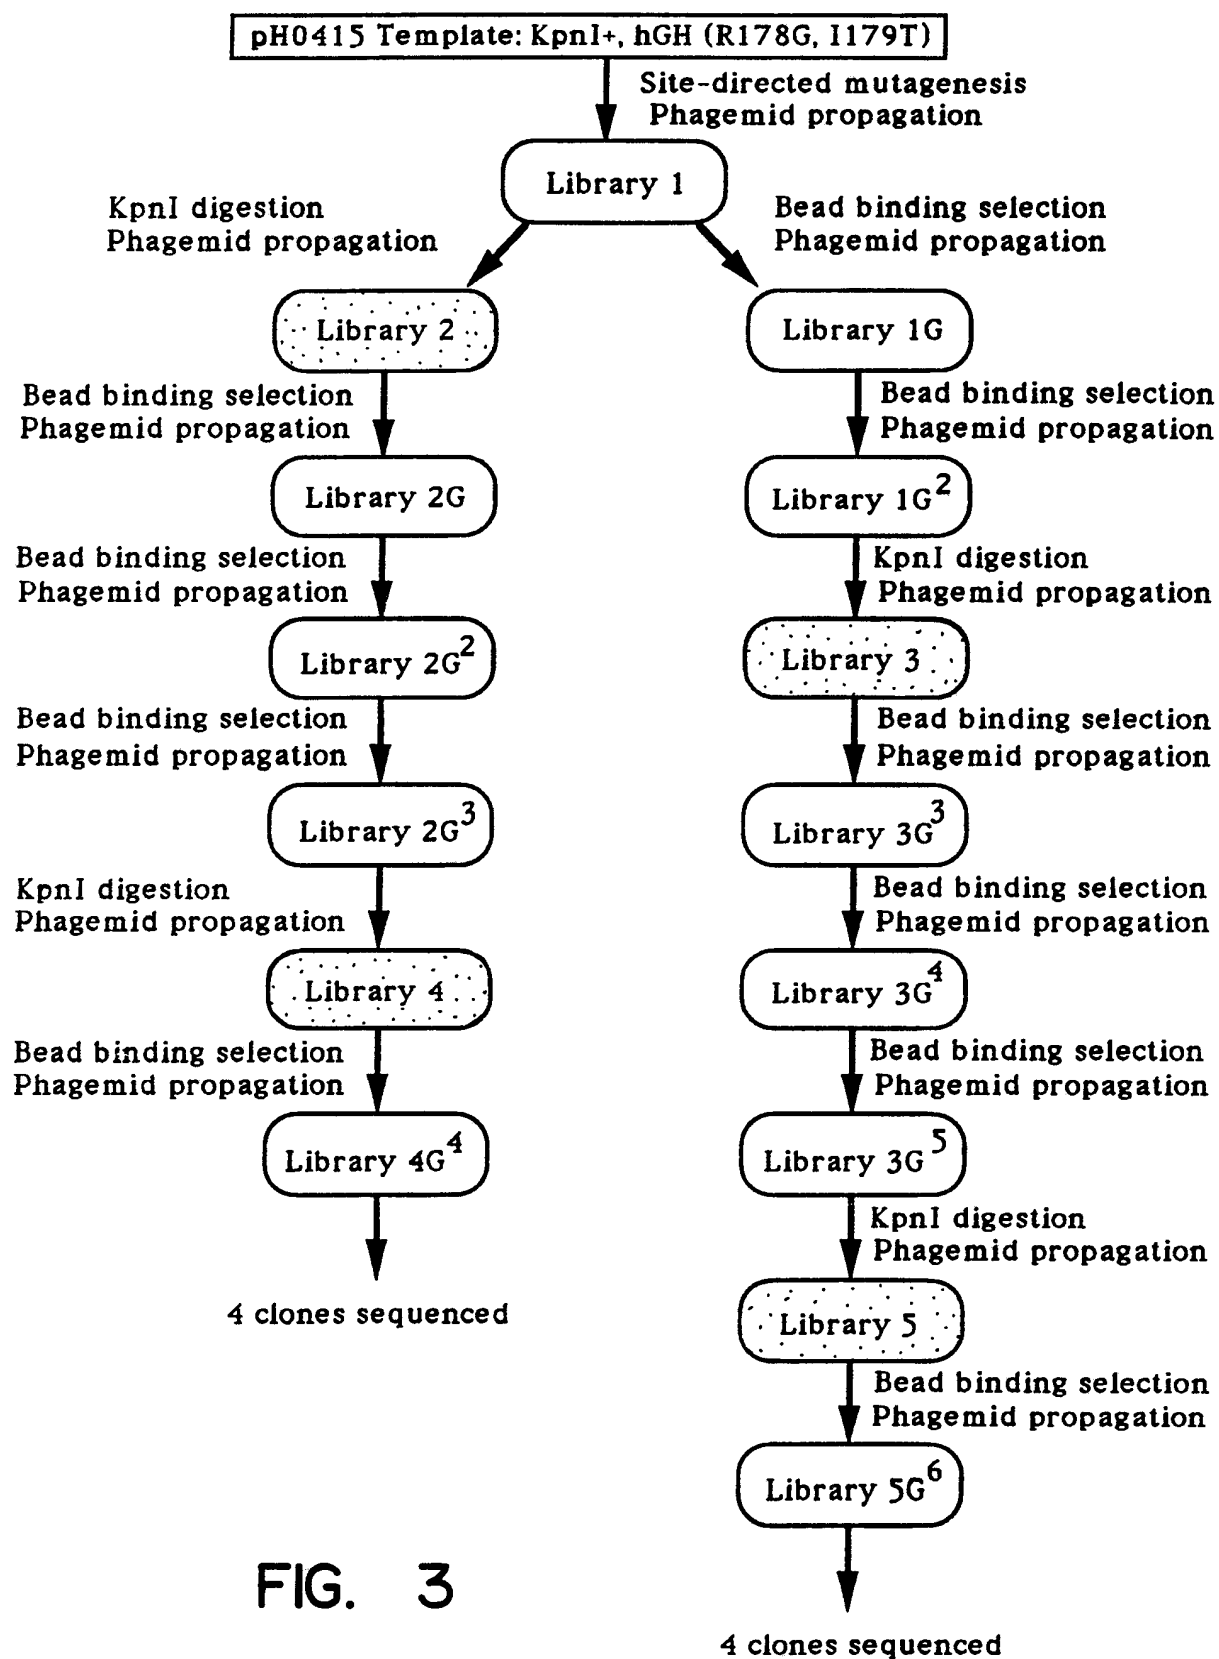 pH0415 Template: KpnI+, hGH (R178G, I179T)
Site-directed mutagenesis
Phagemid propagation
Library 1
KpnI digestion
Phagemid propagation
Bead binding selection
Phagemid propagation
Library 2
Bead binding selection
Phagemid propagation
Library 2G
Bead binding selection
Phagemid propagation
Library 2G²
Bead binding selection
Phagemid propagation
Library 2G³
KpnI digestion
Phagemid propagation
Library 4
Bead binding selection
Phagemid propagation
Library 4G⁴
4 clones sequenced
Library 1G
Bead binding selection
Phagemid propagation
Library 1G²
KpnI digestion
Phagemid propagation
Library 3
Bead binding selection
Phagemid propagation
Library 3G³
Bead binding selection
Phagemid propagation
Library 3G⁴
Bead binding selection
Phagemid propagation
Library 3G⁵
KpnI digestion
Phagemid propagation
Library 5
Bead binding selection
Phagemid propagation
Library 5G⁶
4 clones sequenced
FIG. 3